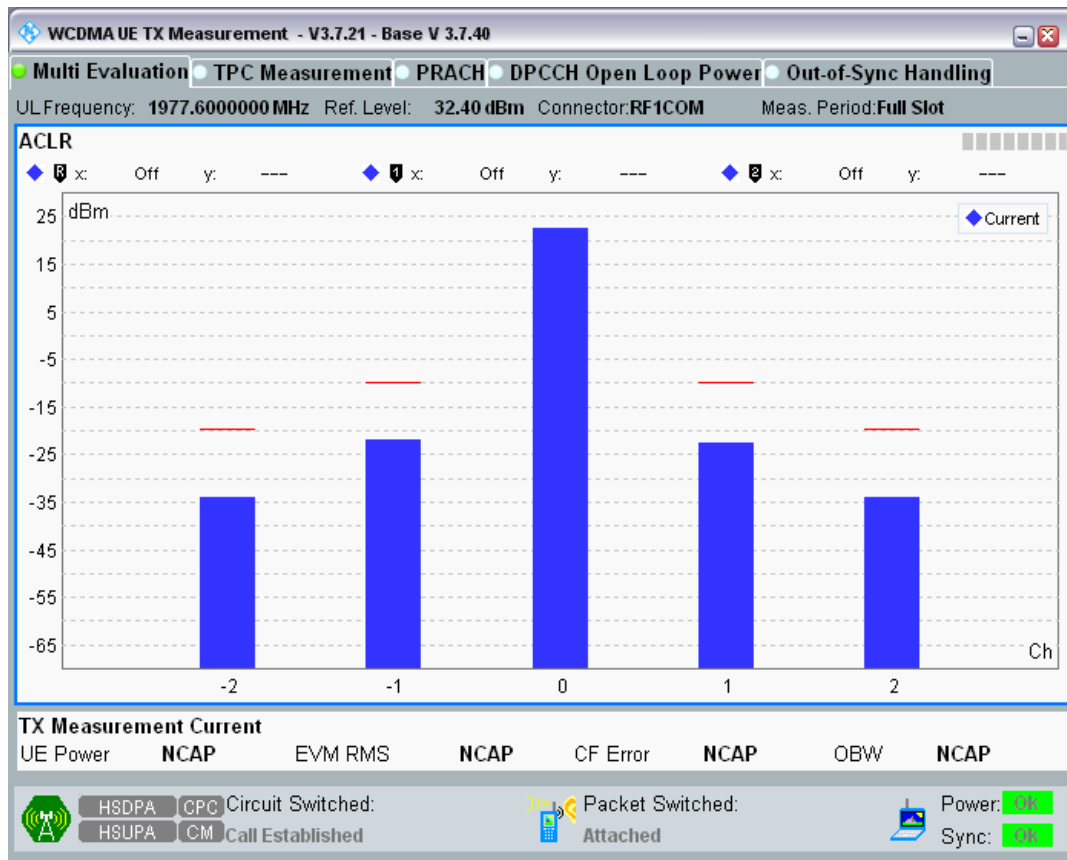 WCDMA UE TX Measurement - V3.7.21 - Base V 3.7.40
Multi Evaluation TPC Measurement PRACH DPCCH Open Loop Power Out-of-Sync Handling
UL Frequency: 1977.6000000 MHz Ref. Level: 32.40 dBm Connector:RF1COM Meas. Period:Full Slot
ACLR
R x: Off y: --- 1 x: Off y: --- 2 x: Off y: ---
dBm
Current
25
15
5
-5
-15
-25
-35
-45
-55
-65
Ch
-2 -1 0 1 2
TX Measurement Current
UE Power NCAP EVM RMS NCAP CF Error NCAP OBW NCAP
HSDPA CPC Circuit Switched: Packet Switched: Power: Ok
HSUPA CM Call Established Attached Sync: Ok